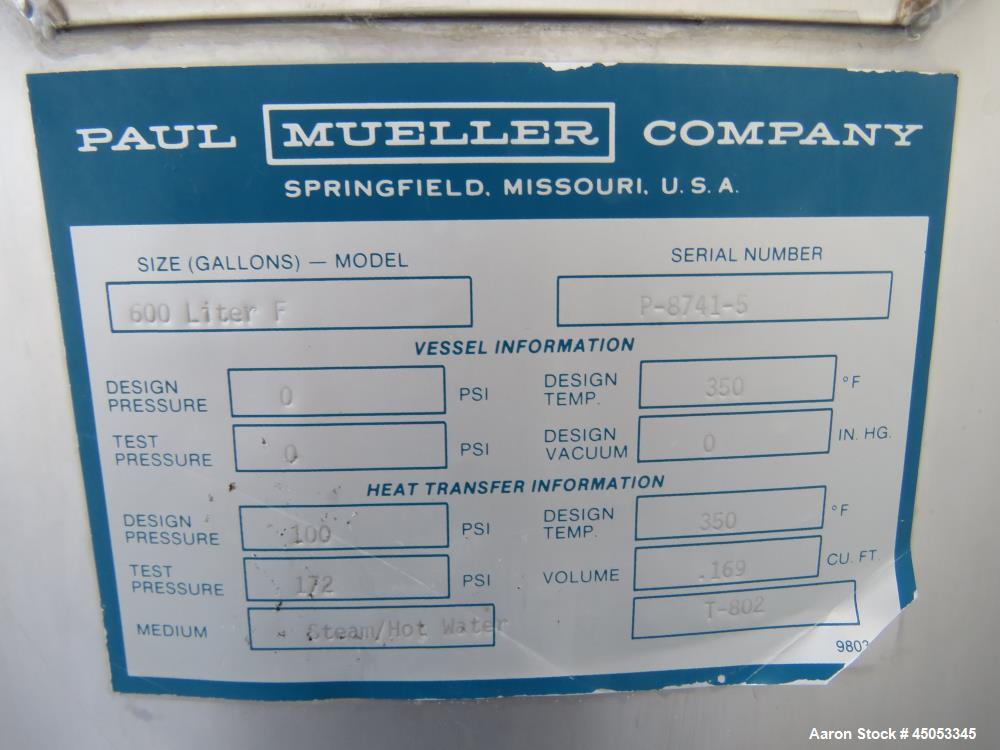 PAUL MUELLER COMPANY
SPRINGFIELD, MISSOURI, U.S.A.
SIZE (GALLONS) — MODEL SERIAL NUMBER
600 Liter F P-8741-5
VESSEL INFORMATION
DESIGN PRESSURE 0 PSI DESIGN TEMP. 350 °F
TEST PRESSURE 0 PSI DESIGN VACUUM 0 IN. HG.
HEAT TRANSFER INFORMATION
DESIGN PRESSURE 100 PSI DESIGN TEMP. 350 °F
TEST PRESSURE 172 PSI VOLUME .169 CU. FT.
MEDIUM Steam/Hot Water T-802
Aaron Stock # 45053345